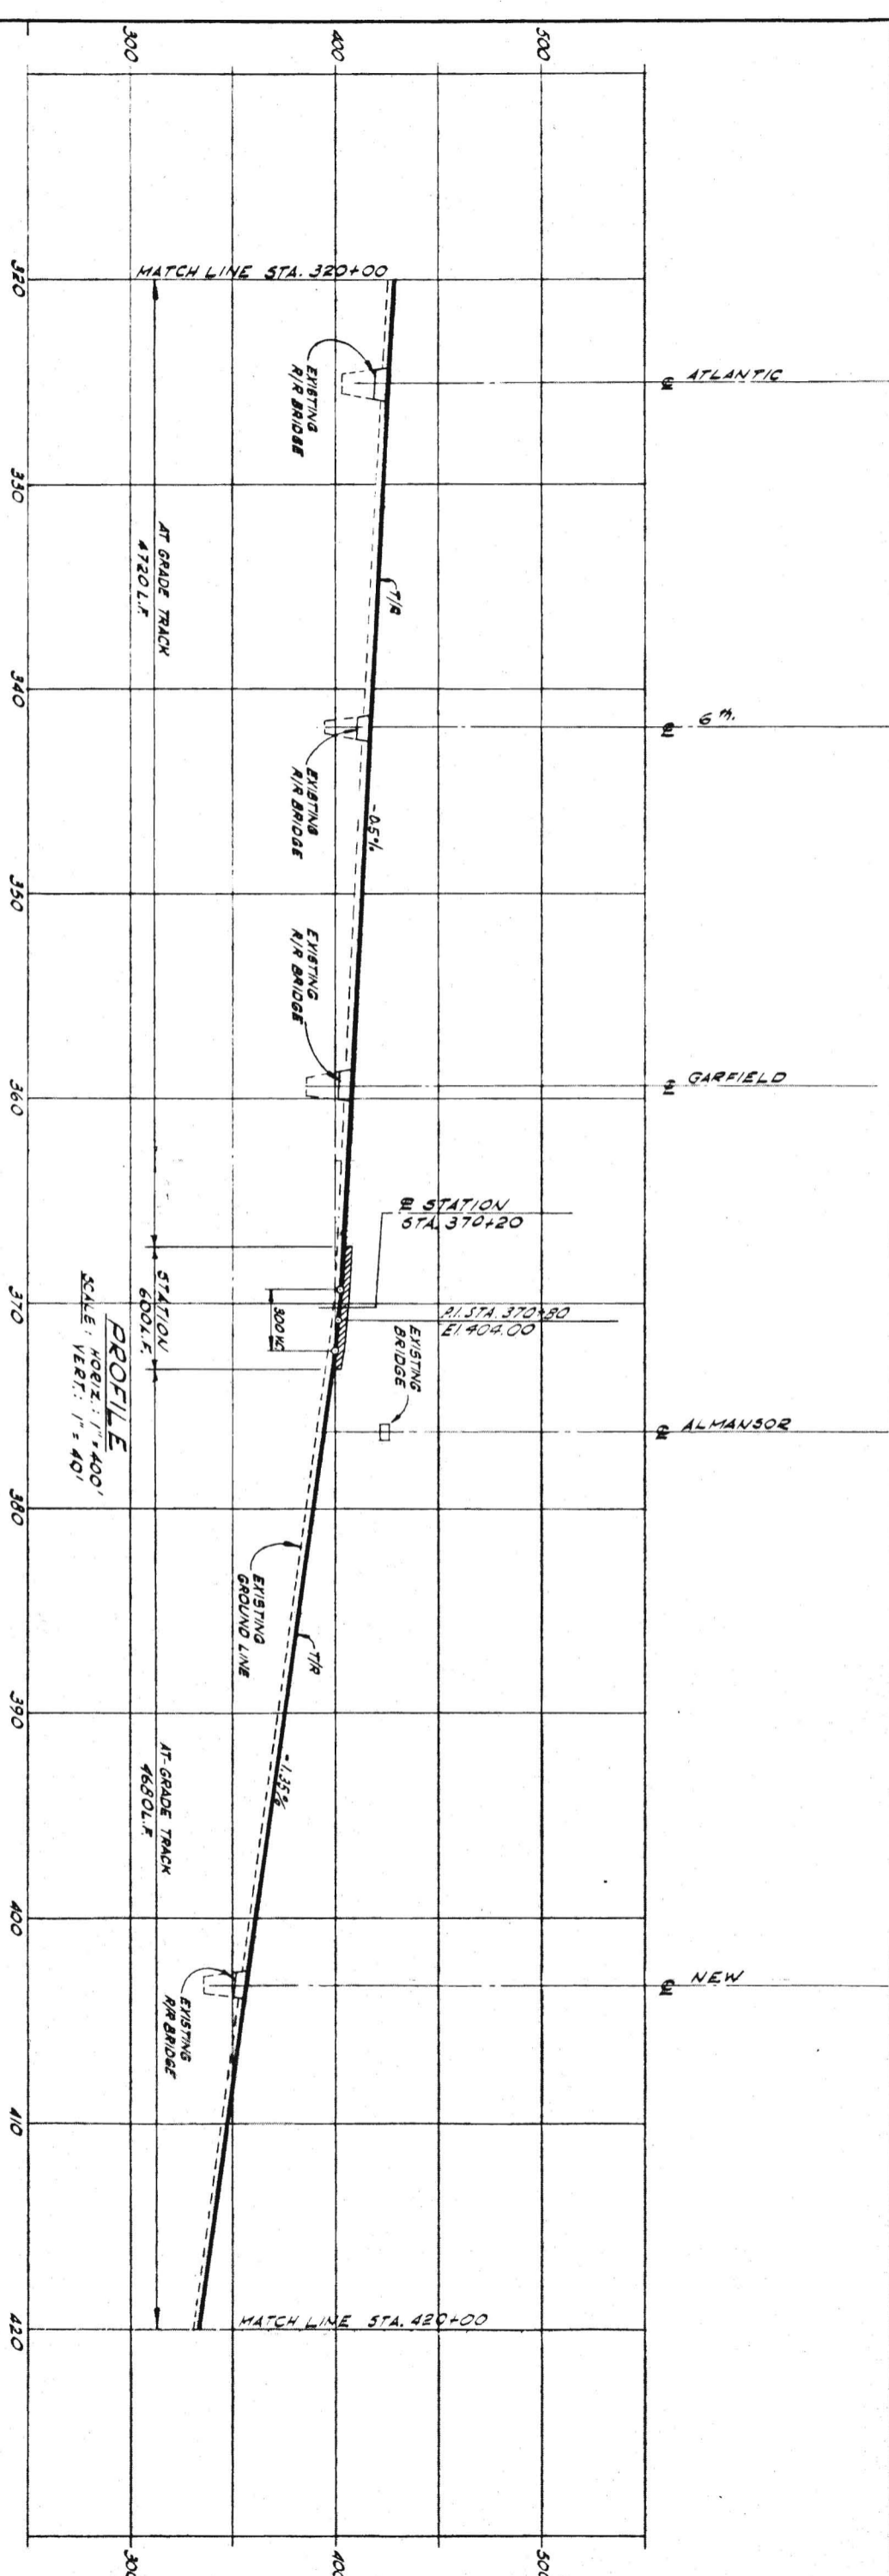 300
400
500
MATCH LINE STA. 320+00
320
EXISTING
R/R BRIDGE
℄ ATLANTIC
330
AT GRADE TRACK
4720 L.F.
T/R
340
℄ 6th.
EXISTING
R/R BRIDGE
-0.5%
350
EXISTING
R/R BRIDGE
℄ GARFIELD
360
℄ STATION
STA. 370+20
STATION
600 L.F.
370
300 VC
P.I. STA. 370+80
El. 404.00
EXISTING
BRIDGE
PROFILE
SCALE: HORIZ.: 1" = 400'
VERT.: 1" = 40'
℄ ALMANSOR
380
EXISTING
GROUND LINE
T/R
390
-1.35%
AT-GRADE TRACK
4680 L.F.
400
℄ NEW
EXISTING
R/R BRIDGE
410
MATCH LINE STA. 420+00
420
300
400
500